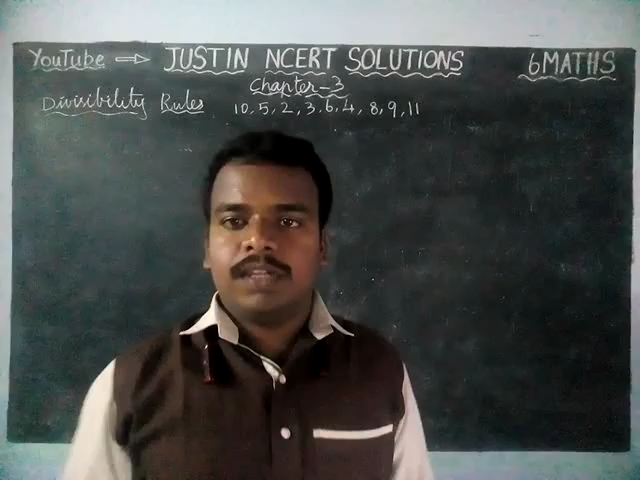 YouTube ⇒ JUSTIN NCERT SOLUTIONS 6MATHS
Chapter-3
Divisibility Rules 10, 5, 2, 3, 6, 4, 8, 9, 11